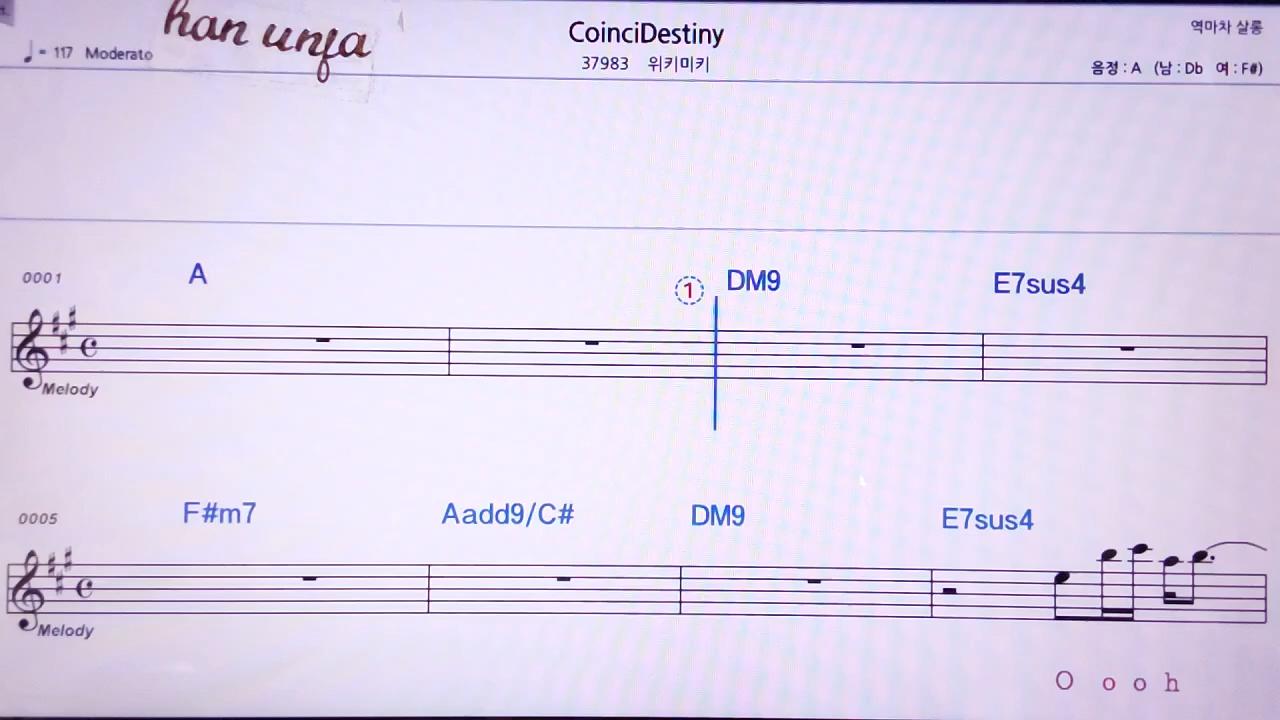 han unja
CoinciDestiny
역마차 살롱
♩= 117 Moderato
37983 위키미키
음정 : A (남 : Db 여 : F#)
0001 A ① DM9 E7sus4
Melody
0005 F#m7 Aadd9/C# DM9 E7sus4
Melody
O o o h